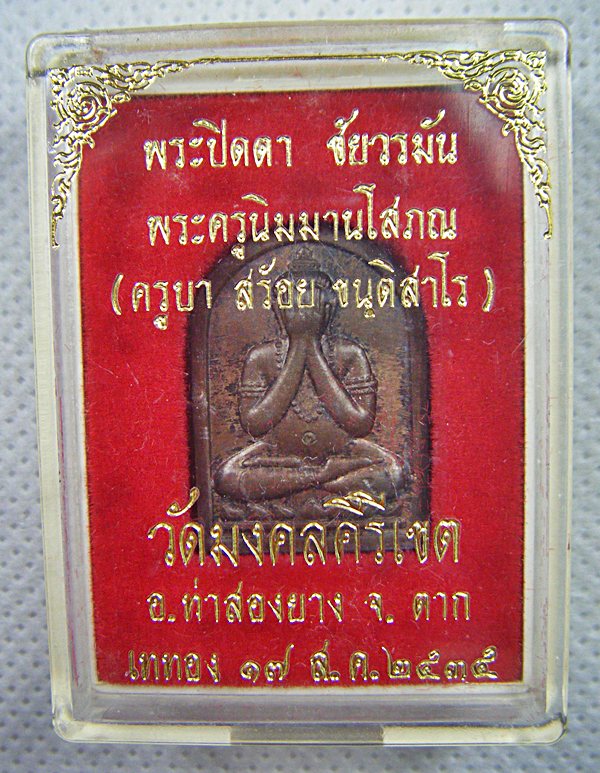 พระปิดตา ชัยวรมัน
พระครูนิมมานโสภณ
(ครูบา สร้อย ขนฺติสาโร)
วัดมงคลคีรีเขต
อ.ท่าสองยาง จ. ตาก
เททอง ๑๗ ส.ค.๒๕๓๕